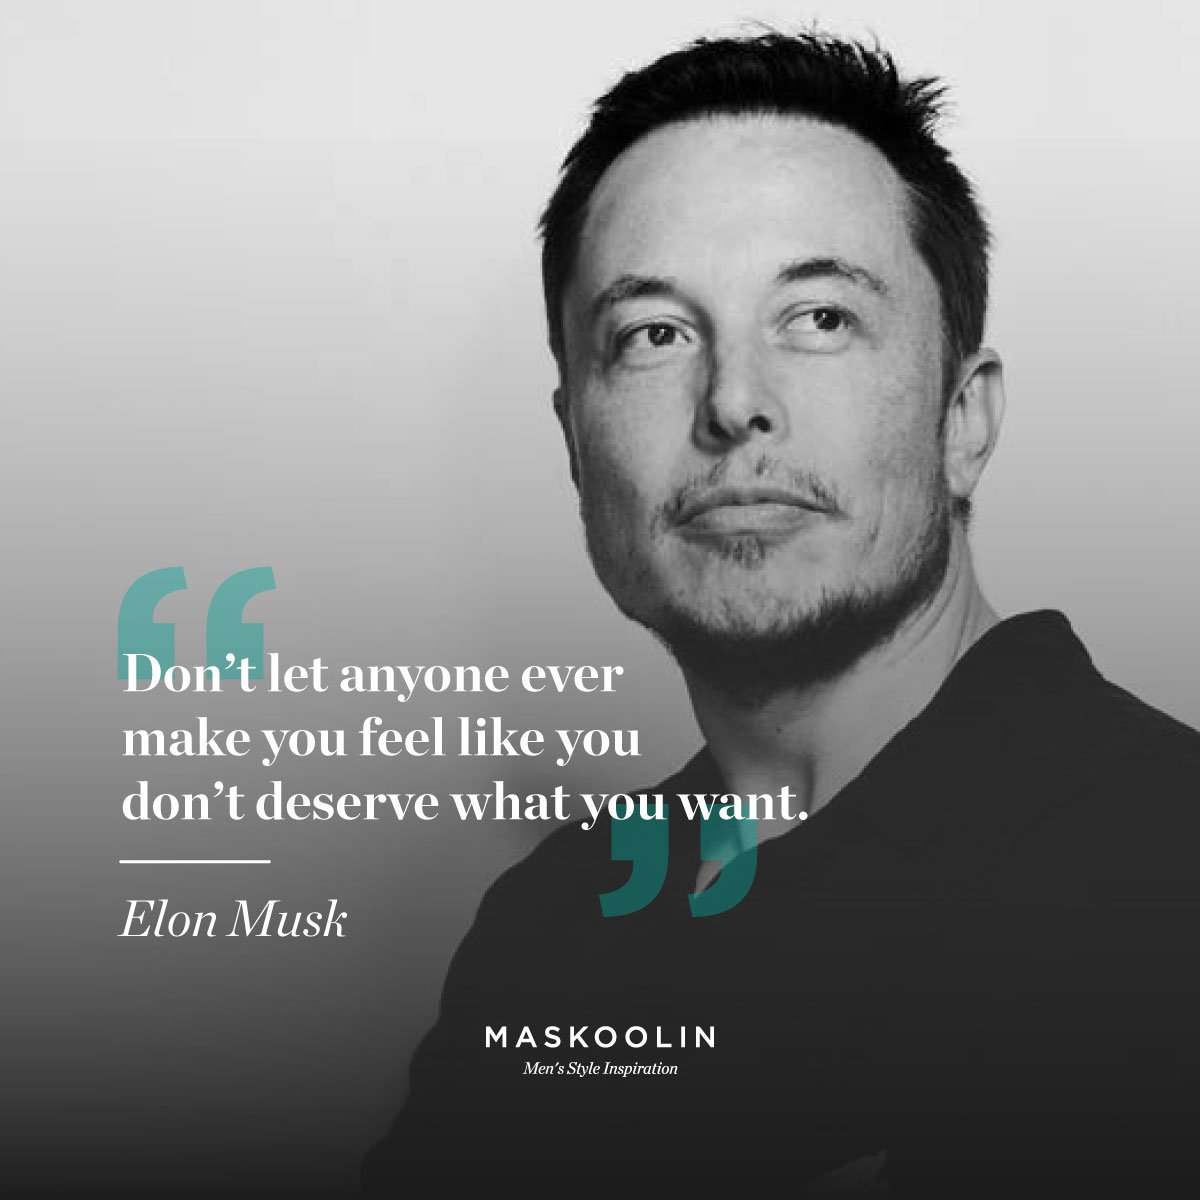 “
Don’t let anyone ever
make you feel like you
don’t deserve what you want.
”
Elon Musk
MASKOOLIN
Men's Style Inspiration